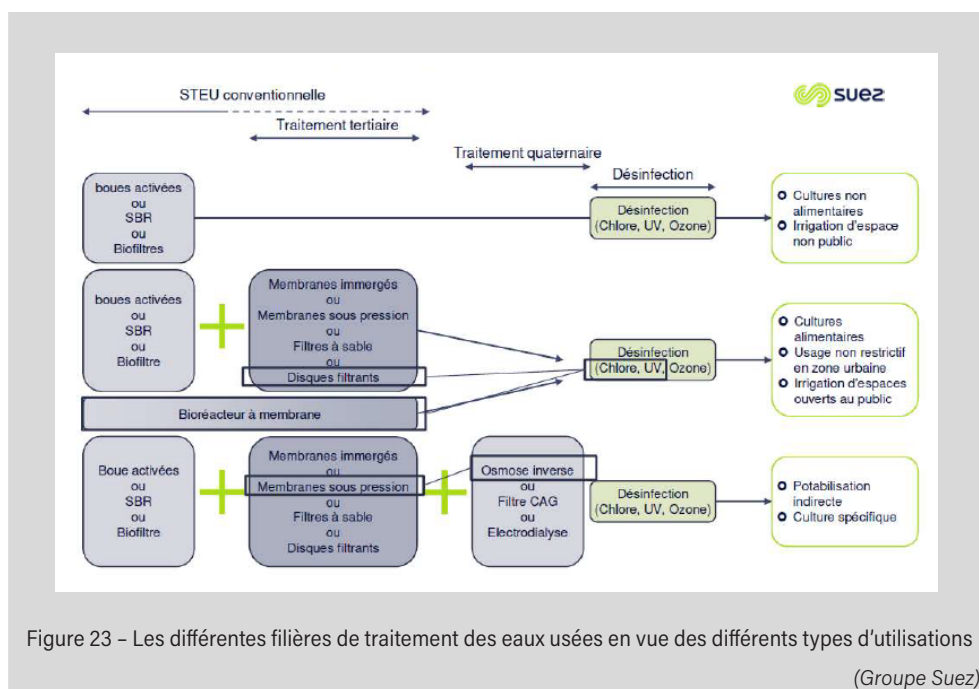 STEU conventionnelle
suez
Traitement tertiaire
Traitement quaternaire
Désinfection
boues activées
ou
SBR
ou
Biofiltres
Désinfection
(Chlore, UV, Ozone)
Cultures non
alimentaires
Irrigation d'espace
non public
boues activées
ou
SBR
ou
Biofiltre
Membranes immergés
ou
Membranes sous pression
ou
Filtres à sable
ou
Disques filtrants
Désinfection
(Chlore, UV, Ozone)
Cultures
alimentaires
Usage non restrictif
en zone urbaine
Irrigation d'espaces
ouverts au public
Bioréacteur à membrane
Boue activées
ou
SBR
ou
Biofiltre
Membranes immergés
ou
Membranes sous pression
ou
Filtres à sable
ou
Disques filtrants
Osmose inverse
ou
Filtre CAG
ou
Electrodialyse
Désinfection
(Chlore, UV, Ozone)
Potabilisation
indirecte
Culture spécifique
Figure 23 – Les différentes filières de traitement des eaux usées en vue des différents types d'utilisations
(Groupe Suez)